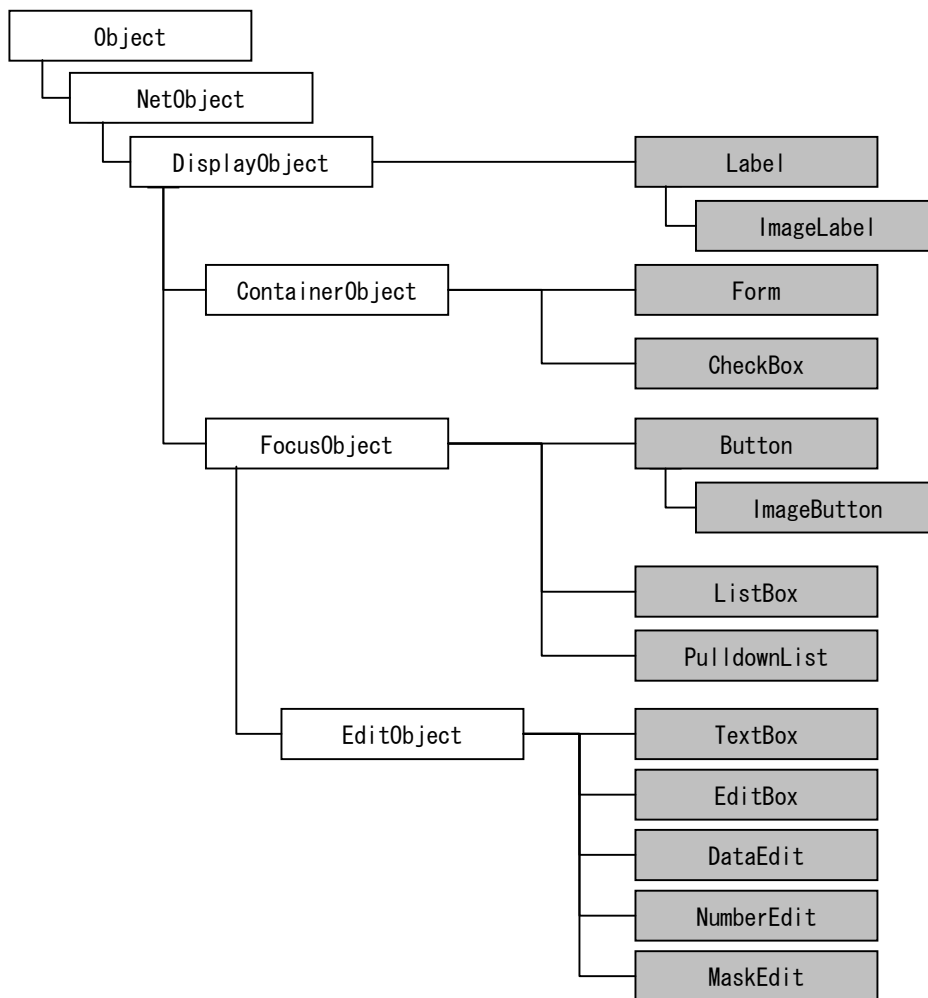 Object
NetObject
DisplayObject
Label
ImageLabel
ContainerObject
Form
CheckBox
FocusObject
Button
ImageButton
ListBox
PulldownList
EditObject
TextBox
EditBox
DataEdit
NumberEdit
MaskEdit